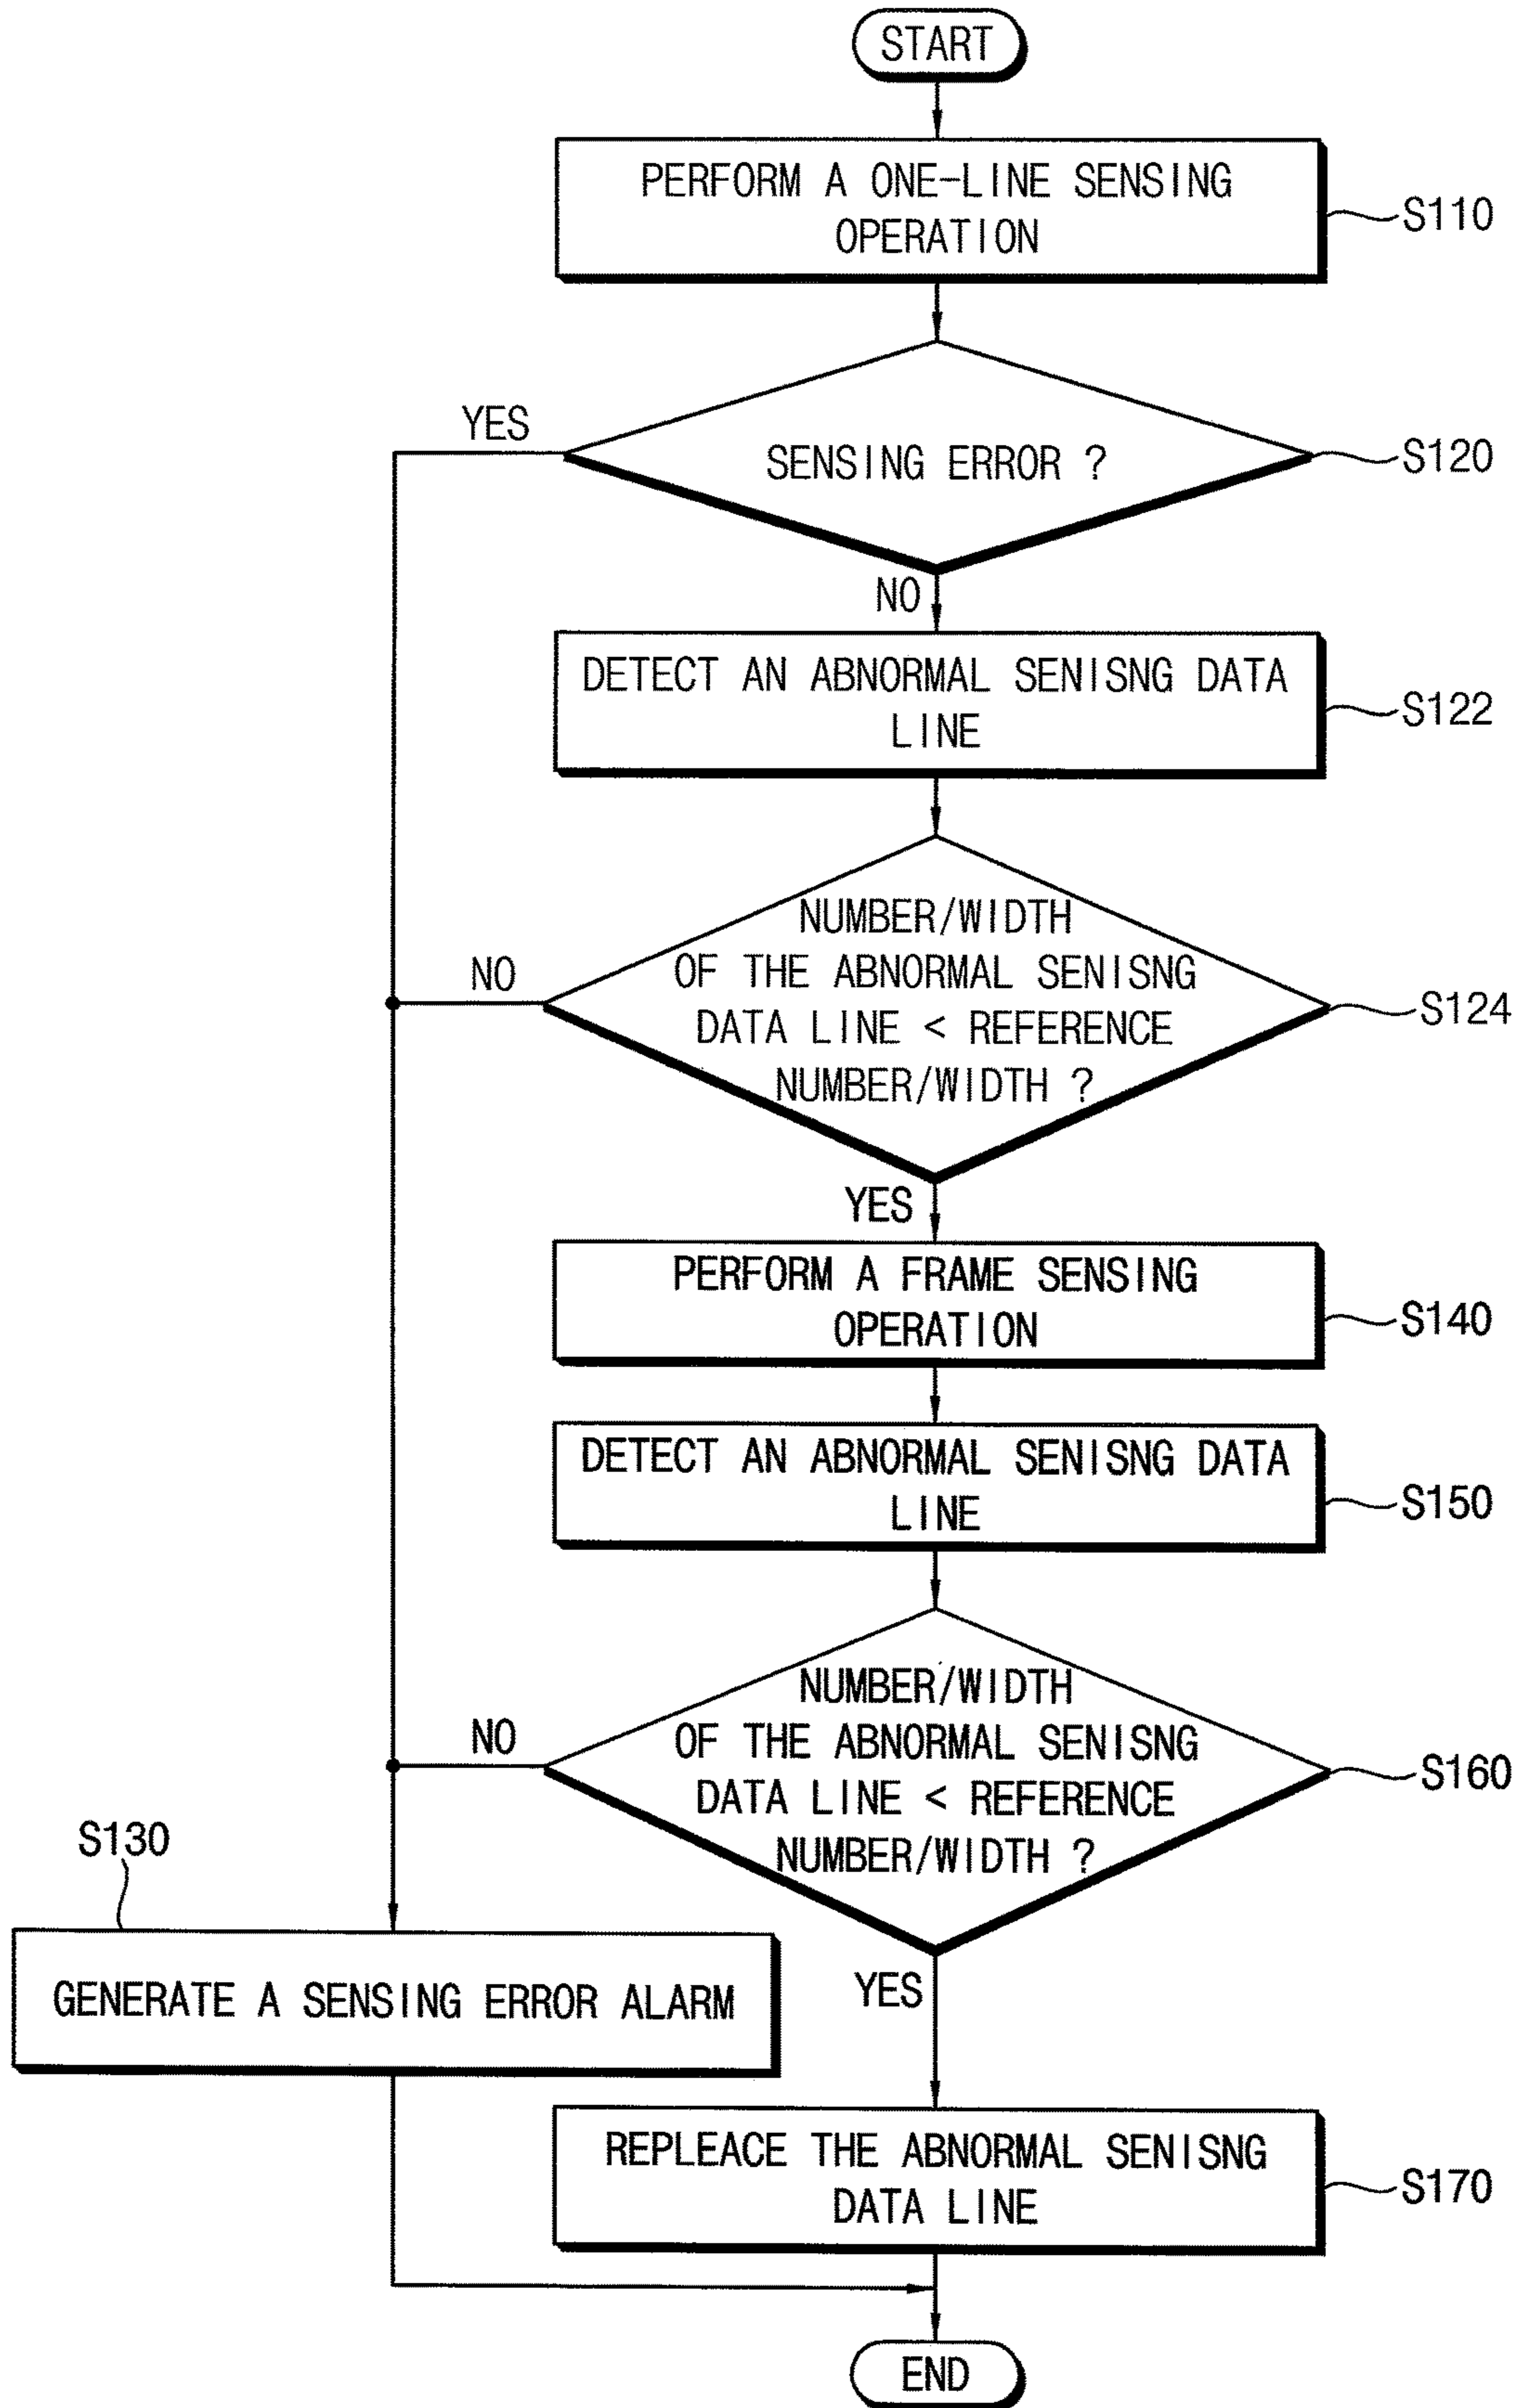 START
PERFORM A ONE-LINE SENSING
OPERATION
S110
YES
SENSING ERROR ?
S120
NO
DETECT AN ABNORMAL SENISNG DATA
LINE
S122
NUMBER/WIDTH
OF THE ABNORMAL SENISNG
DATA LINE < REFERENCE
NUMBER/WIDTH ?
NO
S124
YES
PERFORM A FRAME SENSING
OPERATION
S140
DETECT AN ABNORMAL SENISNG DATA
LINE
S150
NUMBER/WIDTH
OF THE ABNORMAL SENISNG
DATA LINE < REFERENCE
NUMBER/WIDTH ?
NO
S160
S130
GENERATE A SENSING ERROR ALARM
YES
REPLEACE THE ABNORMAL SENISNG
DATA LINE
S170
END